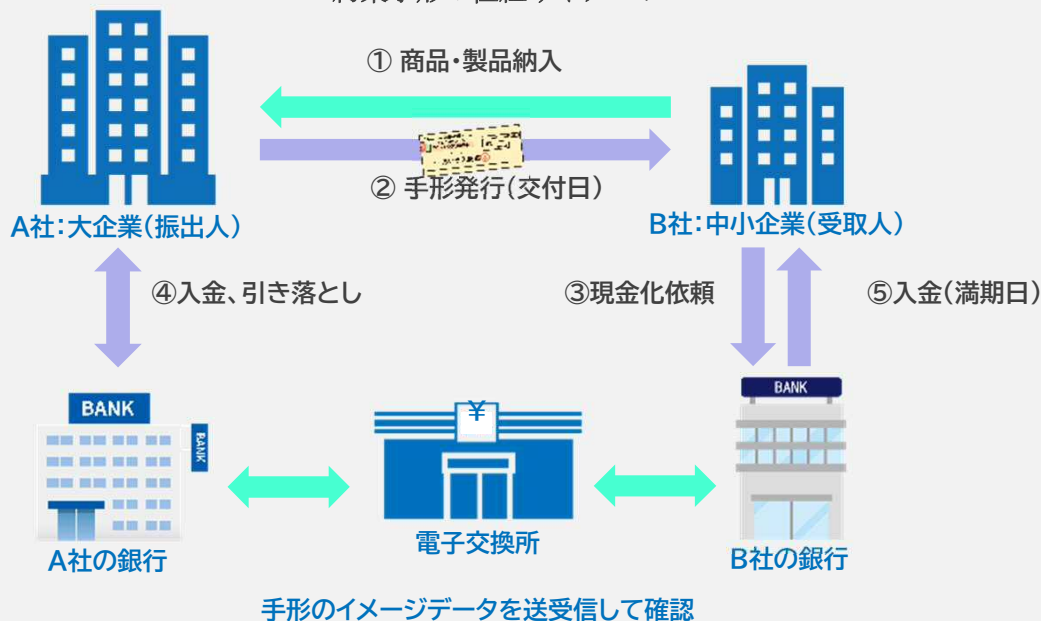 ① 商品・製品納入
② 手形発行(交付日)
A社:大企業(振出人)
B社:中小企業(受取人)
④入金、引き落とし
③現金化依頼
⑤入金(満期日)
BANK
BANK
¥
BANK
A社の銀行
電子交換所
B社の銀行
手形のイメージデータを送受信して確認